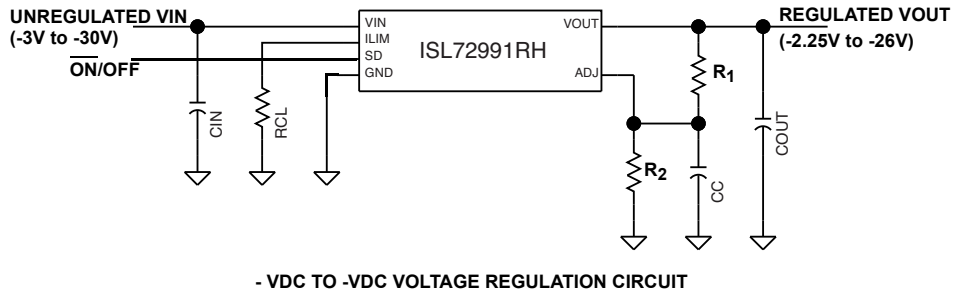 UNREGULATED VIN
(-3V to -30V)
ON/OFF
VIN
ILIM
SD
GND
ISL72991RH
VOUT
ADJ
REGULATED VOUT
(-2.25V to -26V)
CIN
RCL
R1
R2
CC
COUT
- VDC TO -VDC VOLTAGE REGULATION CIRCUIT